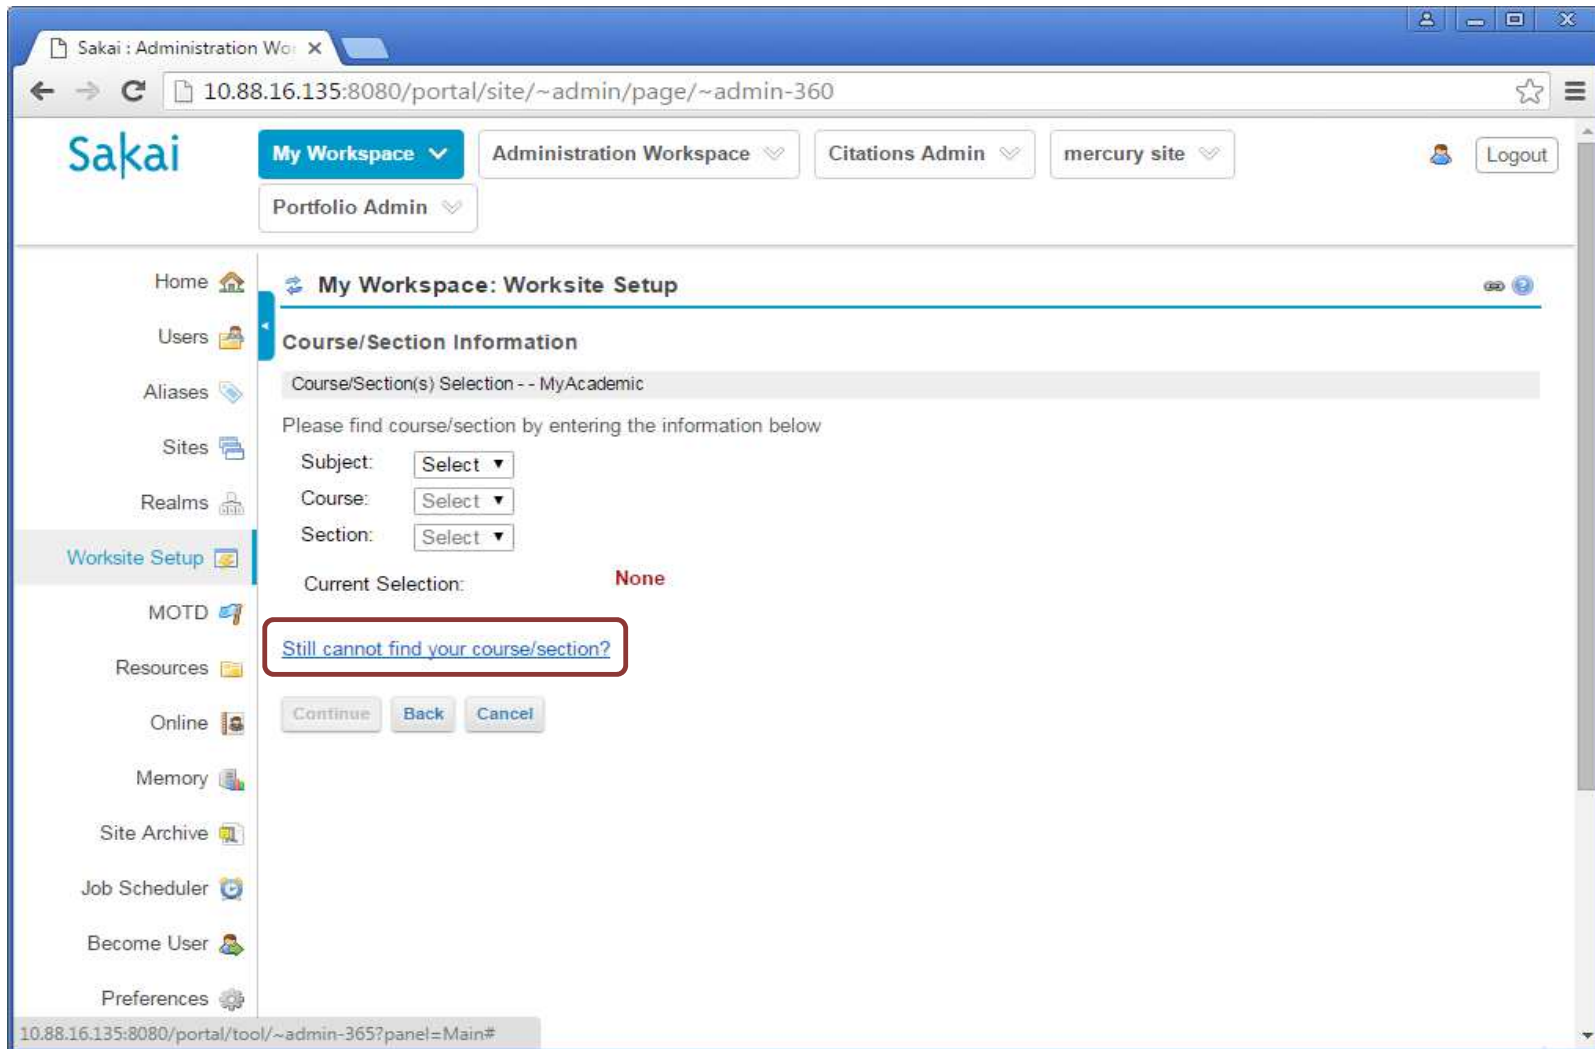 Sakai : Administration Wo
10.88.16.135:8080/portal/site/~admin/page/~admin-360
Sakai
My Workspace
Administration Workspace
Citations Admin
mercury site
Logout
Portfolio Admin
Home
Users
Aliases
Sites
Realms
Worksite Setup
MOTD
Resources
Online
Memory
Site Archive
Job Scheduler
Become User
Preferences
My Workspace: Worksite Setup
Course/Section Information
Course/Section(s) Selection - - MyAcademic
Please find course/section by entering the information below
Subject: Select
Course: Select
Section: Select
Current Selection: None
Still cannot find your course/section?
Continue Back Cancel
10.88.16.135:8080/portal/tool/~admin-365?panel=Main#